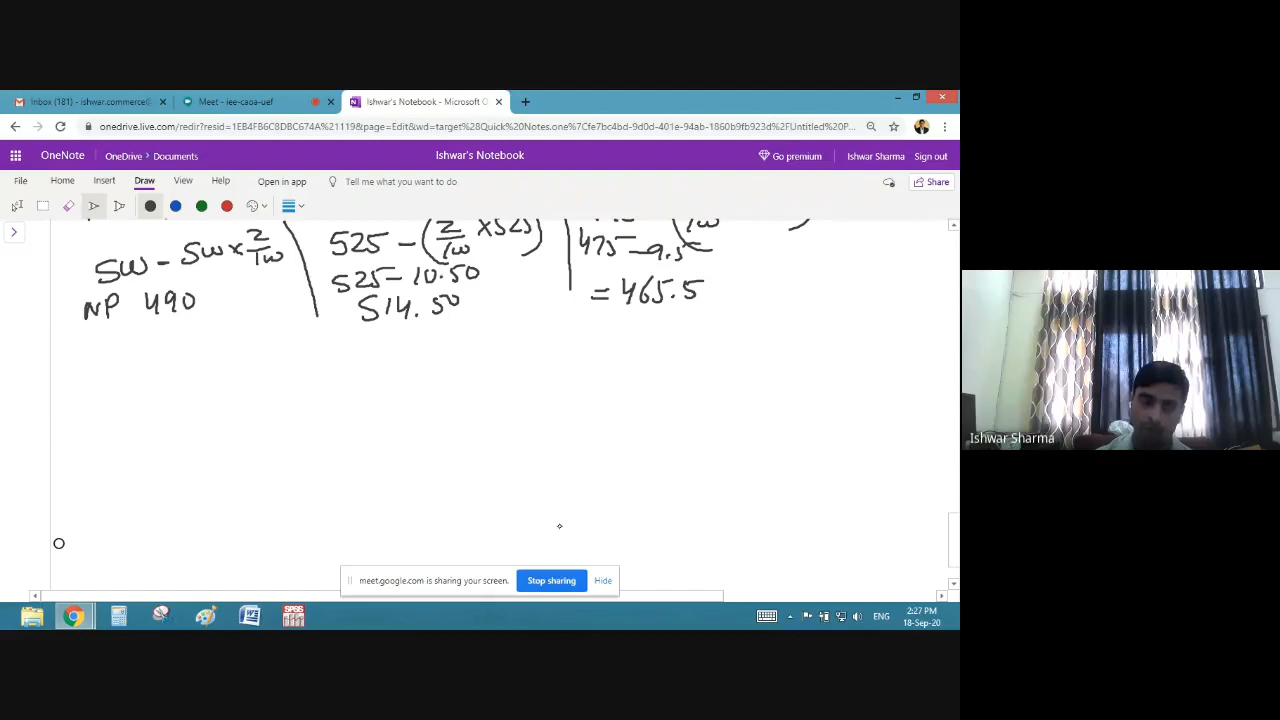 Inbox (181) - ishwar.commerce@
Meet - iee-caoa-uef
Ishwar's Notebook - Microsoft O
onedrive.live.com/redir?resid=1EB4FB6C8DBC674A%21119&page=Edit&wd=target%28Quick%20Notes.one%7Cfe7bc4bd-9d0d-401e-94ab-1860b9fb923d%2FUntitled%20P...
OneNote
OneDrive > Documents
Ishwar's Notebook
Go premium
Ishwar Sharma
Sign out
File
Home
Insert
Draw
View
Help
Open in app
Tell me what you want to do
Share
500 - 500 × 2/100
NP 490
525 - (2/100 × 525)
525 - 10.50
514.50
475 - 9.5
= 465.5
Ishwar Sharma
meet.google.com is sharing your screen.
Stop sharing
Hide
W
SPSS
ENG
2:27 PM
18-Sep-20